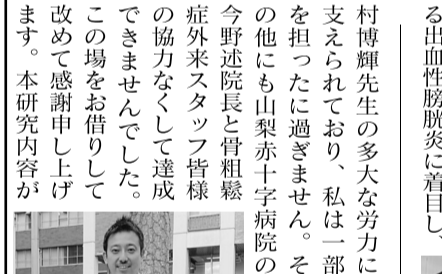 る出血性膀胱炎に着目し、
村博輝先生の多大な労力に
支えられており、私は一部
を担ったに過ぎません。そ
の他にも山梨赤十字病院の
今野述院長と骨粗鬆
症外来スタッフ皆様
の協力なくして達成
できませんでした。
この場をお借りして
改めて感謝申し上げ
ます。本研究内容が